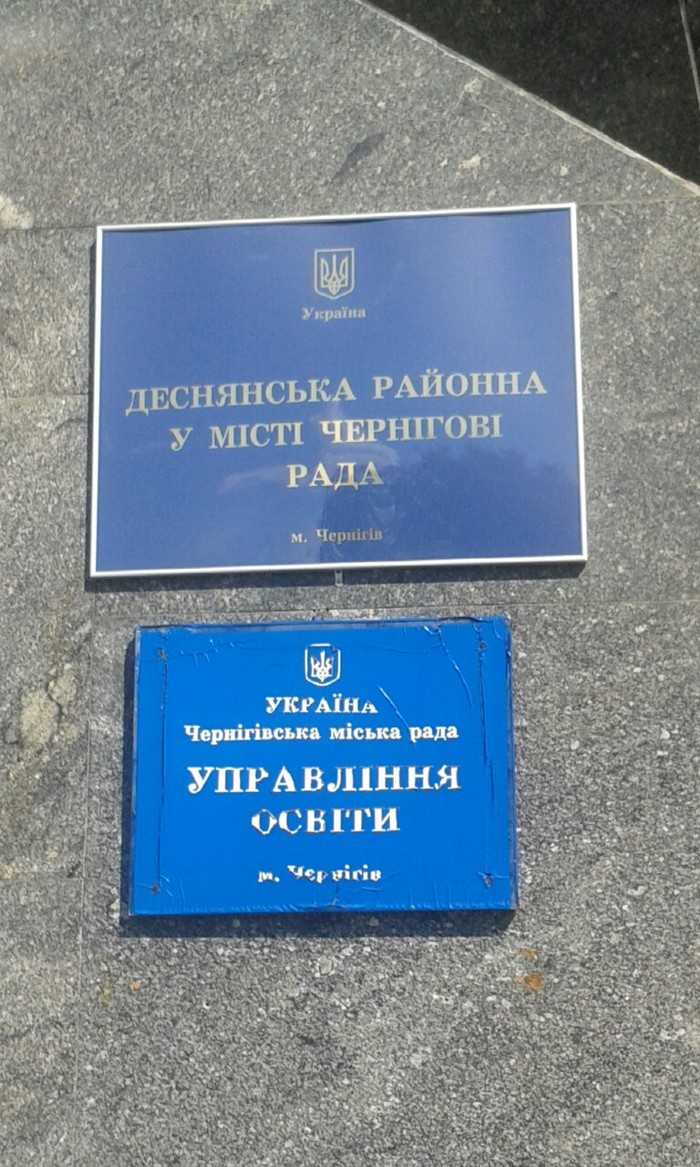 Україна
ДЕСНЯНСЬКА РАЙОННА
У МІСТІ ЧЕРНІГОВІ
РАДА
м. Чернігів
УКРАЇНА
Чернігівська міська рада
УПРАВЛІННЯ
ОСВІТИ
м. Чернігів